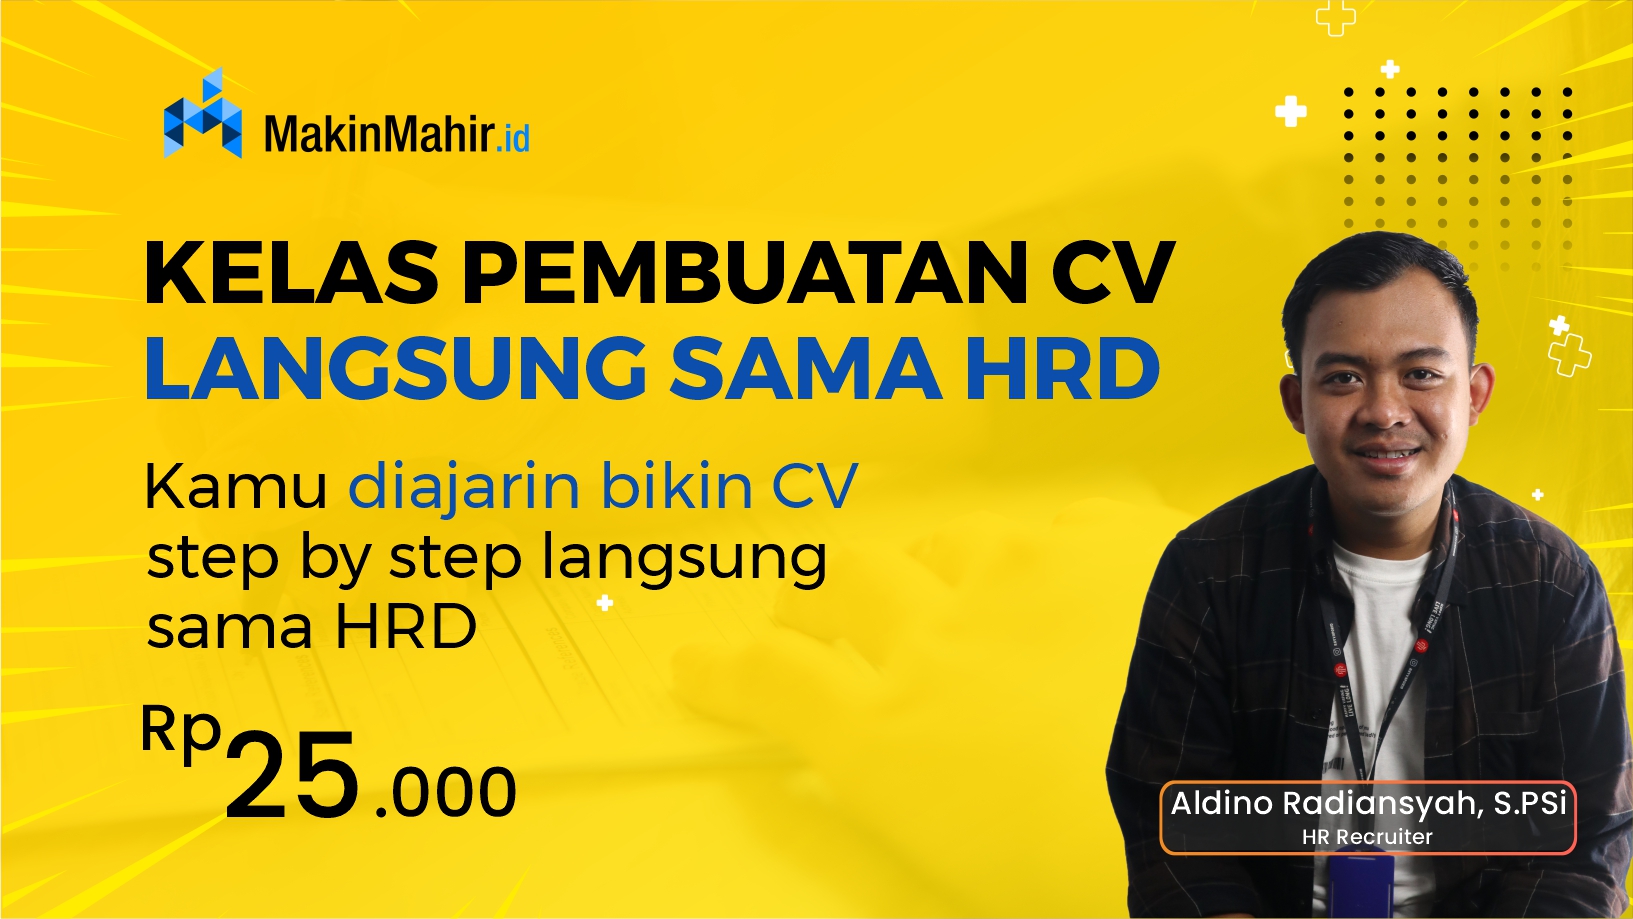 MakinMahir.id
KELAS PEMBUATAN CV
LANGSUNG SAMA HRD
Kamu diajarin bikin CV
step by step langsung
sama HRD
Rp25.000
Aldino Radiansyah, S.PSi
HR Recruiter